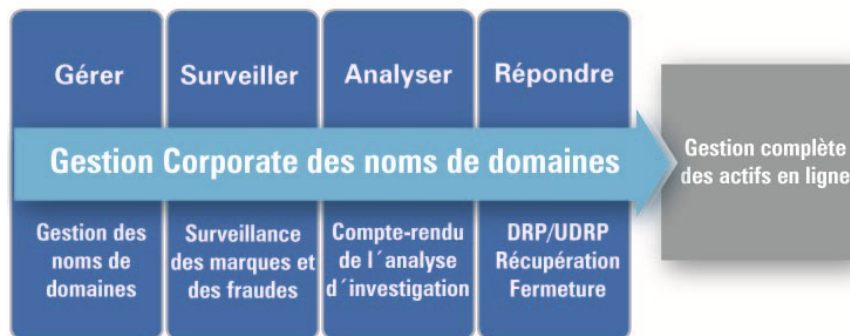 Gérer
Surveiller
Analyser
Répondre
Gestion Corporate des noms de domaines
Gestion complète
des actifs en ligne
Gestion des
noms de
domaines
Surveillance
des marques et
des fraudes
Compte-rendu
de l´analyse
d´investigation
DRP/UDRP
Récupération
Fermeture